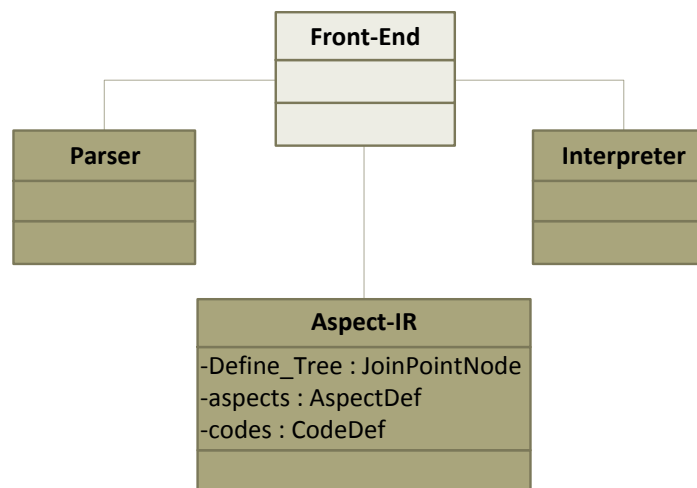 Front-End
Parser
Interpreter
Aspect-IR
-Define_Tree : JoinPointNode
-aspects : AspectDef
-codes : CodeDef